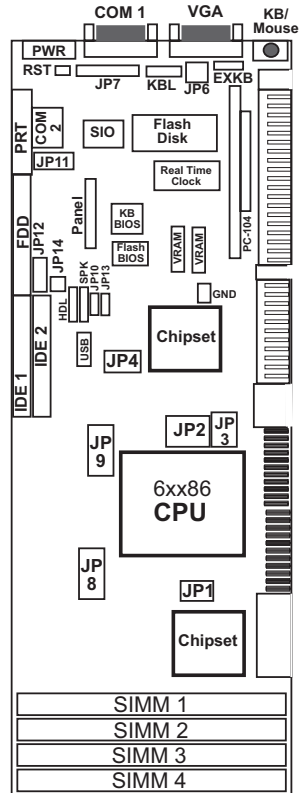 COM 1
VGA
KB/
Mouse
PWR
RST
JP7
KBL
JP6
EXKB
PRT
COM
2
SIO
Flash
Disk
JP11
Real Time
Clock
FDD
Panel
KB
BIOS
Flash
BIOS
VRAM
VRAM
PC-104
JP12
JP14
HDL
SPK
JP10
JP13
GND
IDE 1
IDE 2
USB
JP4
Chipset
JP2
JP
3
JP
9
6xx86
CPU
JP
8
JP1
Chipset
SIMM 1
SIMM 2
SIMM 3
SIMM 4